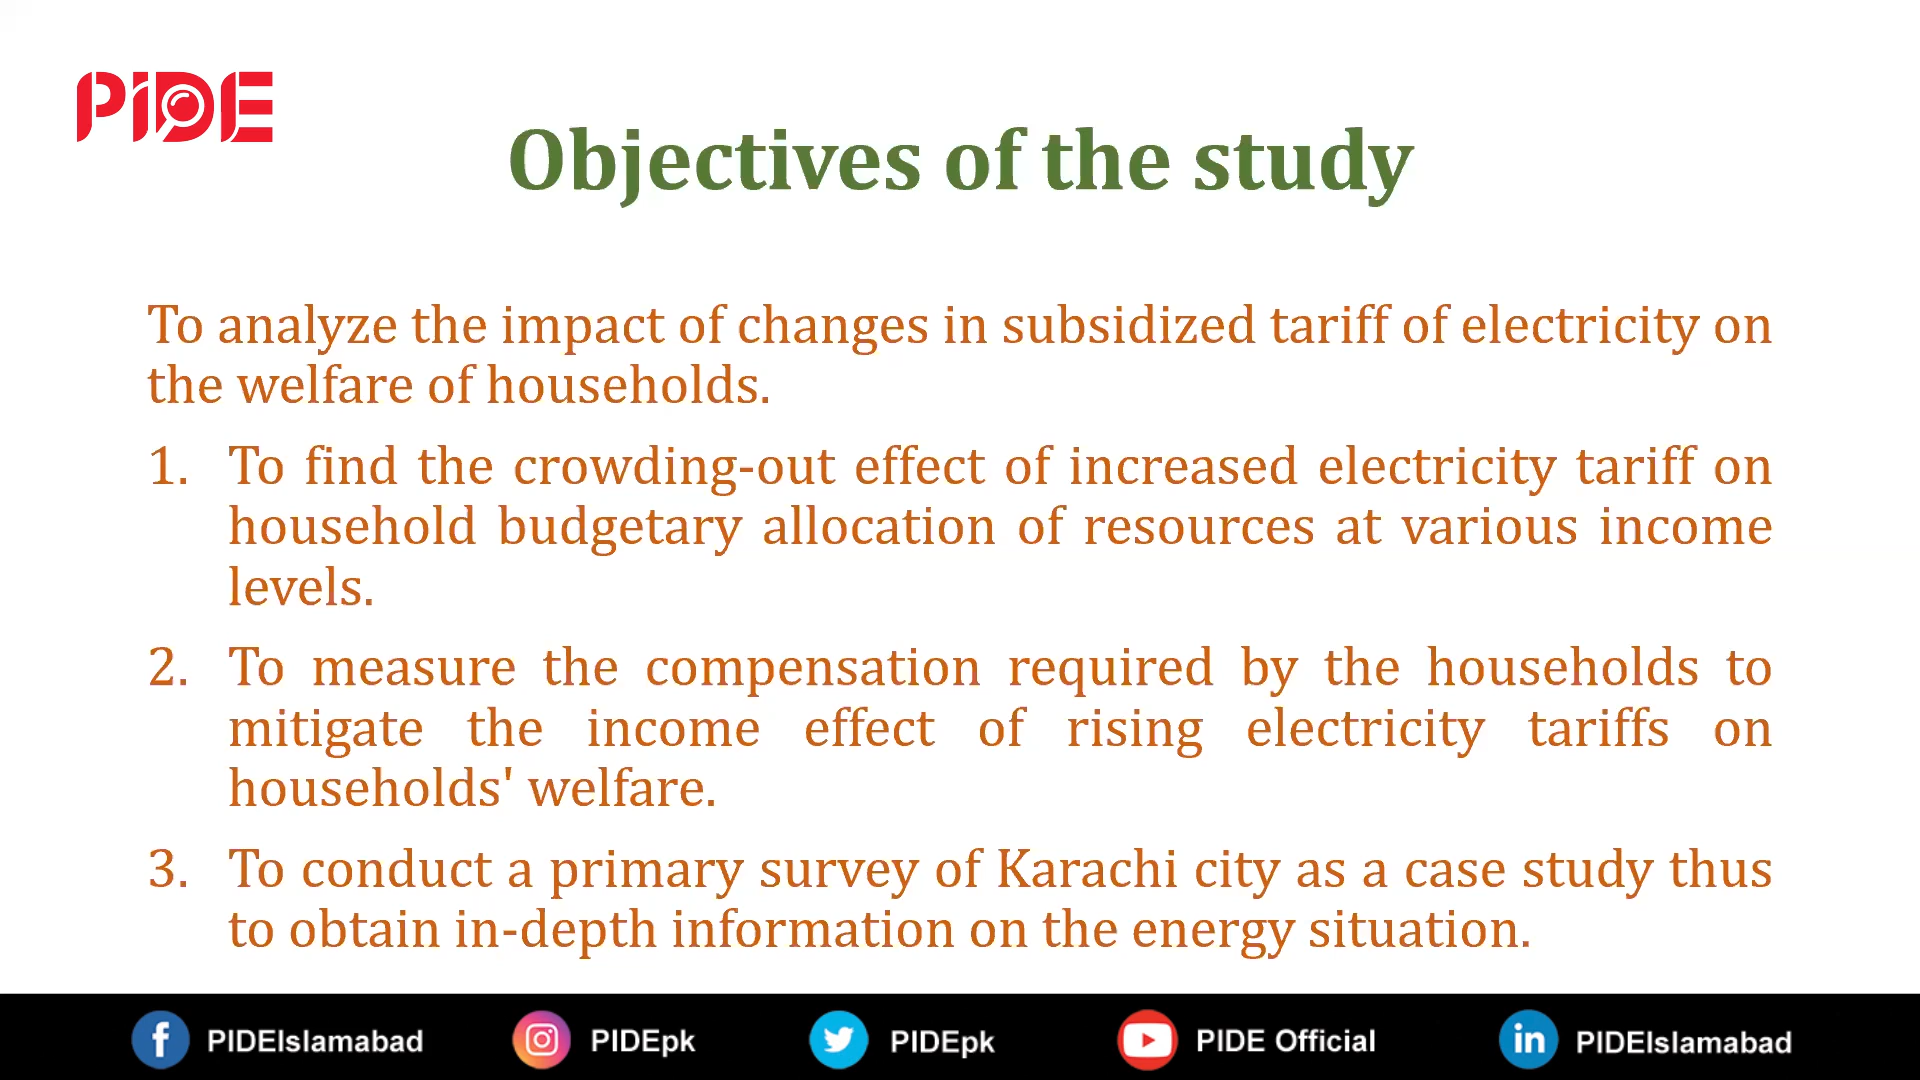 PIDE
Objectives of the study
To analyze the impact of changes in subsidized tariff of electricity on
the welfare of households.
1. To find the crowding-out effect of increased electricity tariff on
household budgetary allocation of resources at various income
levels.
2. To measure the compensation required by the households to
mitigate the income effect of rising electricity tariffs on
households' welfare.
3. To conduct a primary survey of Karachi city as a case study thus
to obtain in-depth information on the energy situation.
PIDEIslamabad PIDEpk PIDEpk PIDE Official PIDEIslamabad